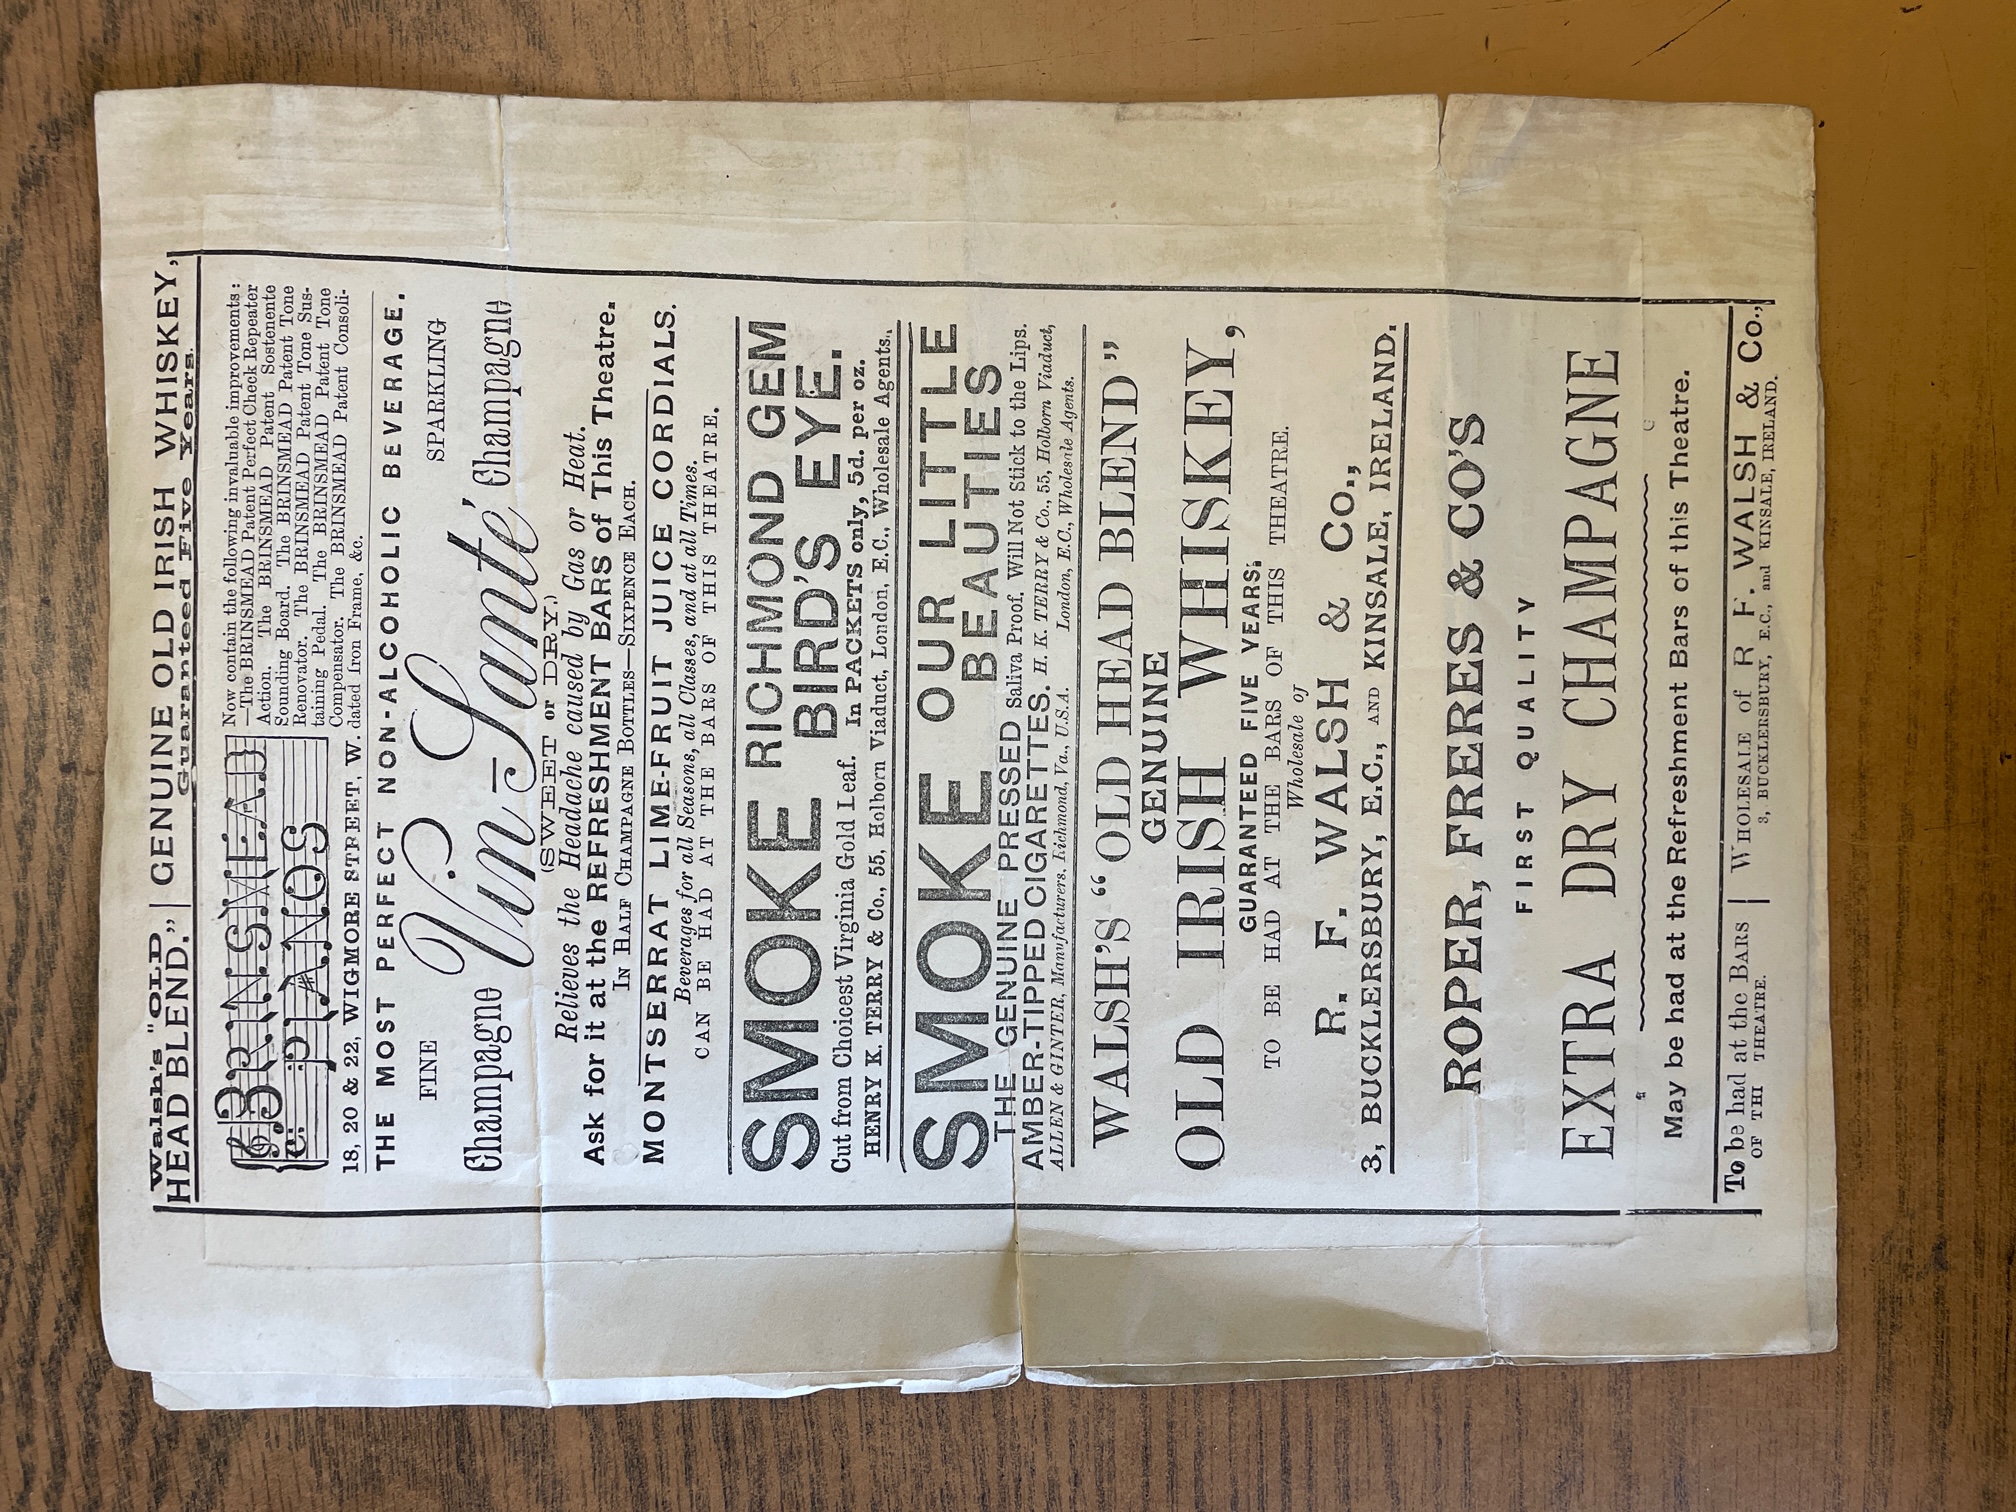 Walsh's "OLD HEAD BLEND," | GENUINE OLD IRISH WHISKEY, Guaranteed Five Years.
BRINSMEAD PIANOS
18, 20 & 22, WIGMORE STREET, W.
Now contain the following invaluable improvements:
—The BRINSMEAD Patent Perfect Check Repeater
Action. The BRINSMEAD Patent Sostenente
Sounding Board. The BRINSMEAD Patent Tone
Renovator. The BRINSMEAD Patent Tone Sus-
taining Pedal. The BRINSMEAD Patent Tone
Compensator. The BRINSMEAD Patent Consoli-
dated Iron Frame, &c.
THE MOST PERFECT NON-ALCOHOLIC BEVERAGE.
FINE SPARKLING
Champagne Vin-Santé Champagne
(SWEET or DRY.)
Relieves the Headache caused by Gas or Heat.
Ask for it at the REFRESHMENT BARS of This Theatre.
IN HALF CHAMPAGNE BOTTLES—SIXPENCE EACH.
MONTSERRAT LIME-FRUIT JUICE CORDIALS.
Beverages for all Seasons, all Classes, and at all Times.
CAN BE HAD AT THE BARS OF THIS THEATRE.
SMOKE RICHMOND GEM
BIRD'S EYE.
Cut from Choicest Virginia Gold Leaf. In PACKETS only, 5d. per oz.
HENRY K. TERRY & Co., 55, Holborn Viaduct, London, E.C., Wholesale Agents.
SMOKE OUR LITTLE
BEAUTIES
THE GENUINE PRESSED Saliva Proof, Will Not Stick to the Lips.
AMBER-TIPPED CIGARETTES. H. K. TERRY & Co., 55, Holborn Viaduct,
ALLEN & GINTER, Manufacturers, Richmond, Va., U.S.A. London, E.C., Wholesale Agents.
WALSH'S "OLD HEAD BLEND"
GENUINE
OLD IRISH WHISKEY,
GUARANTEED FIVE YEARS;
TO BE HAD AT THE BARS OF THIS THEATRE.
Wholesale of
R. F. WALSH & Co.,
3, BUCKLERSBURY, E.C., AND KINSALE, IRELAND.
ROPER, FRERES & CO'S
FIRST QUALITY
EXTRA DRY CHAMPAGNE
May be had at the Refreshment Bars of this Theatre.
To be had at the BARS OF THI THEATRE. | WHOLESALE of R F. WALSH & Co.,
3, BUCKLERSBURY, E.C., and KINSALE, IRELAND.